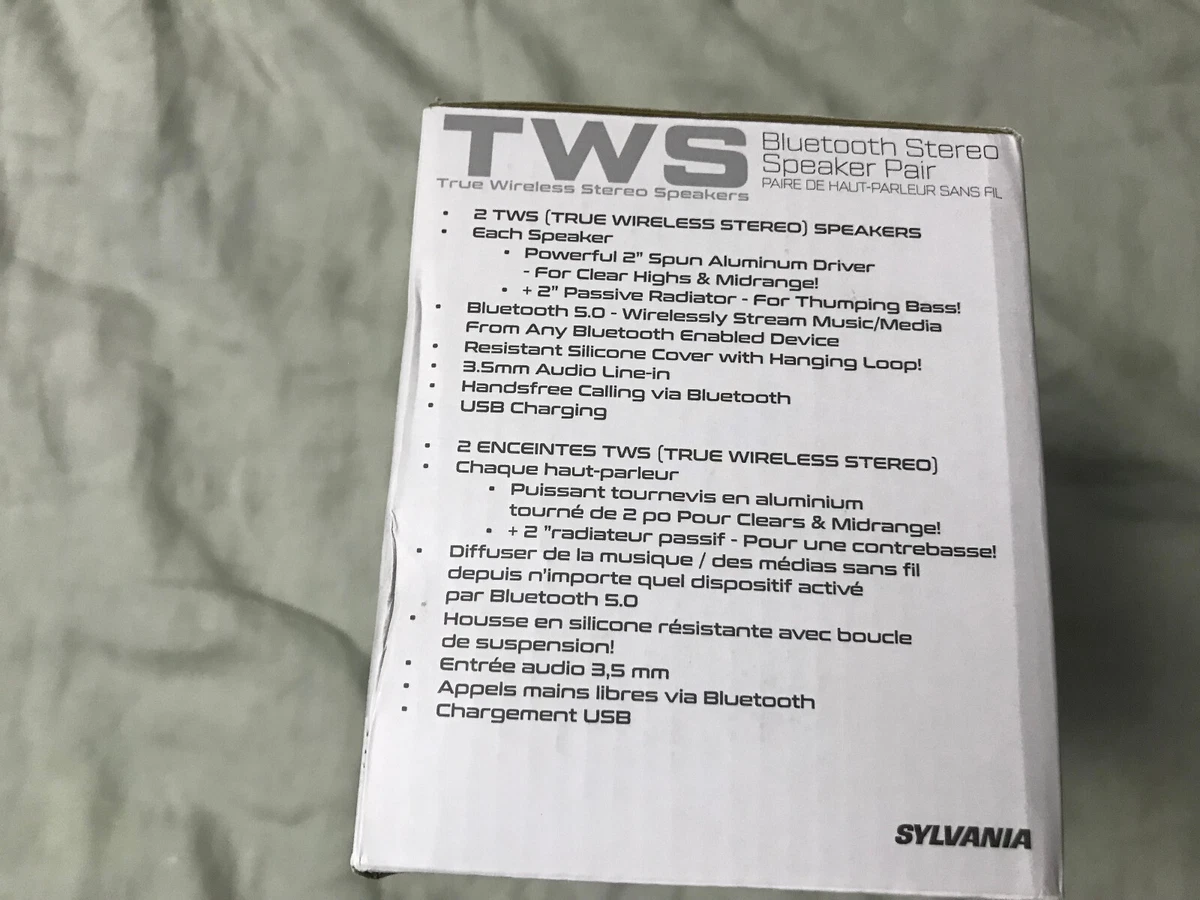 TWS
True Wireless Stereo Speakers
Bluetooth Stereo
Speaker Pair
PAIRE DE HAUT-PARLEUR SANS FIL
• 2 TWS (TRUE WIRELESS STEREO) SPEAKERS
• Each Speaker
• Powerful 2" Spun Aluminum Driver
- For Clear Highs & Midrange!
• + 2" Passive Radiator - For Thumping Bass!
• Bluetooth 5.0 - Wirelessly Stream Music/Media
From Any Bluetooth Enabled Device
• Resistant Silicone Cover with Hanging Loop!
• 3.5mm Audio Line-in
• Handsfree Calling via Bluetooth
• USB Charging
• 2 ENCEINTES TWS (TRUE WIRELESS STEREO)
• Chaque haut-parleur
• Puissant tournevis en aluminium
tourné de 2 po Pour Clears & Midrange!
• + 2 "radiateur passif - Pour une contrebasse!
• Diffuser de la musique / des médias sans fil
depuis n'importe quel dispositif activé
par Bluetooth 5.0
• Housse en silicone résistante avec boucle
de suspension!
• Entrée audio 3,5 mm
• Appels mains libres via Bluetooth
• Chargement USB
SYLVANIA